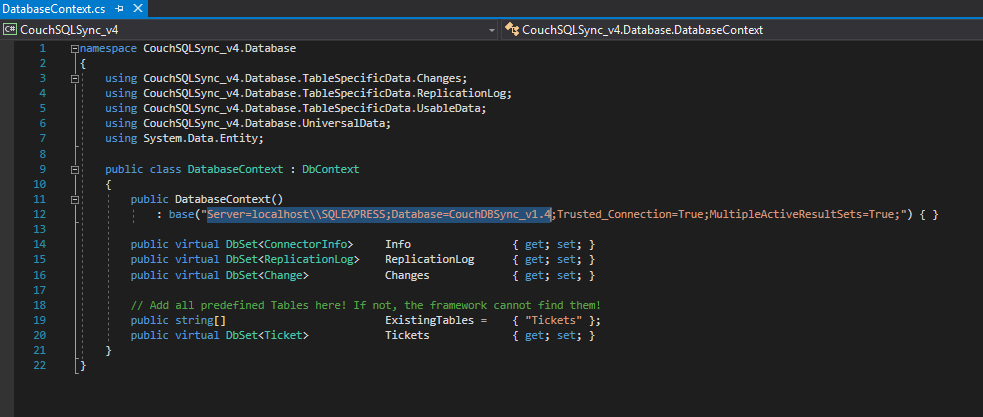 DatabaseContext.cs
C# CouchSQLSync_v4 CouchSQLSync_v4.Database.DatabaseContext
1 namespace CouchSQLSync_v4.Database
2 {
3 using CouchSQLSync_v4.Database.TableSpecificData.Changes;
4 using CouchSQLSync_v4.Database.TableSpecificData.ReplicationLog;
5 using CouchSQLSync_v4.Database.TableSpecificData.UsableData;
6 using CouchSQLSync_v4.Database.UniversalData;
7 using System.Data.Entity;
8
9 public class DatabaseContext : DbContext
10 {
11 public DatabaseContext()
12 : base("Server=localhost\\SQLEXPRESS;Database=CouchDBSync_v1.4;Trusted_Connection=True;MultipleActiveResultSets=True;") { }
13
14 public virtual DbSet<ConnectorInfo> Info { get; set; }
15 public virtual DbSet<ReplicationLog> ReplicationLog { get; set; }
16 public virtual DbSet<Change> Changes { get; set; }
17
18 // Add all predefined Tables here! If not, the framework cannot find them!
19 public string[] ExistingTables = { "Tickets" };
20 public virtual DbSet<Ticket> Tickets { get; set; }
21 }
22 }